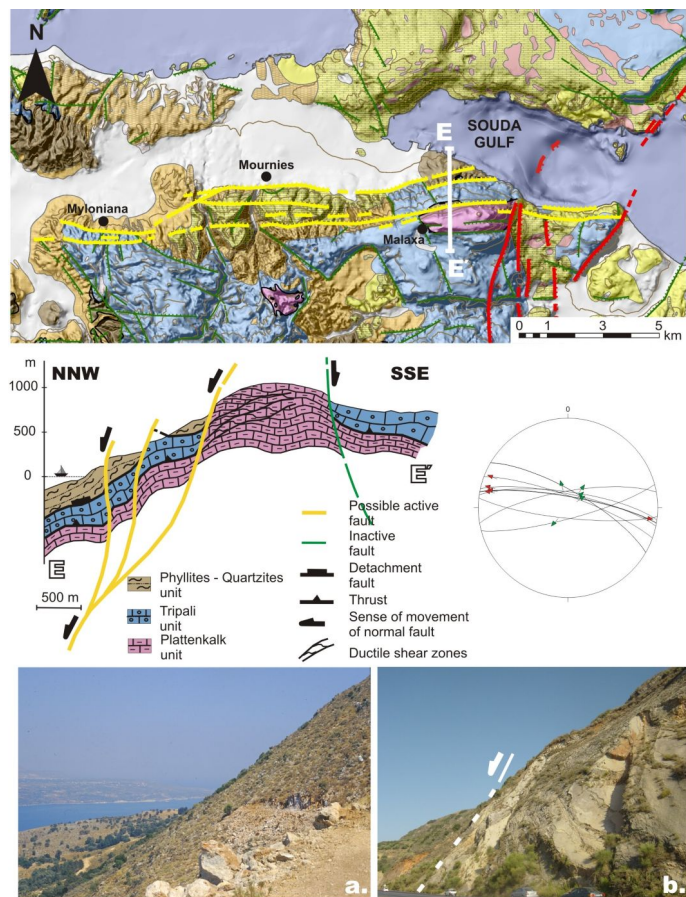 N
SOUDA
GULF
E
Mournies
Myloniana
Malaxa
E'
0 1 3 5
km
m
NNW
SSE
1000
500
0
E'
E
500 m
Phyllites - Quartzites
unit
Tripali
unit
Plattenkalk
unit
Possible active
fault
Inactive
fault
Detachment
fault
Thrust
Sense of movement
of normal fault
Ductile shear zones
0
a.
b.